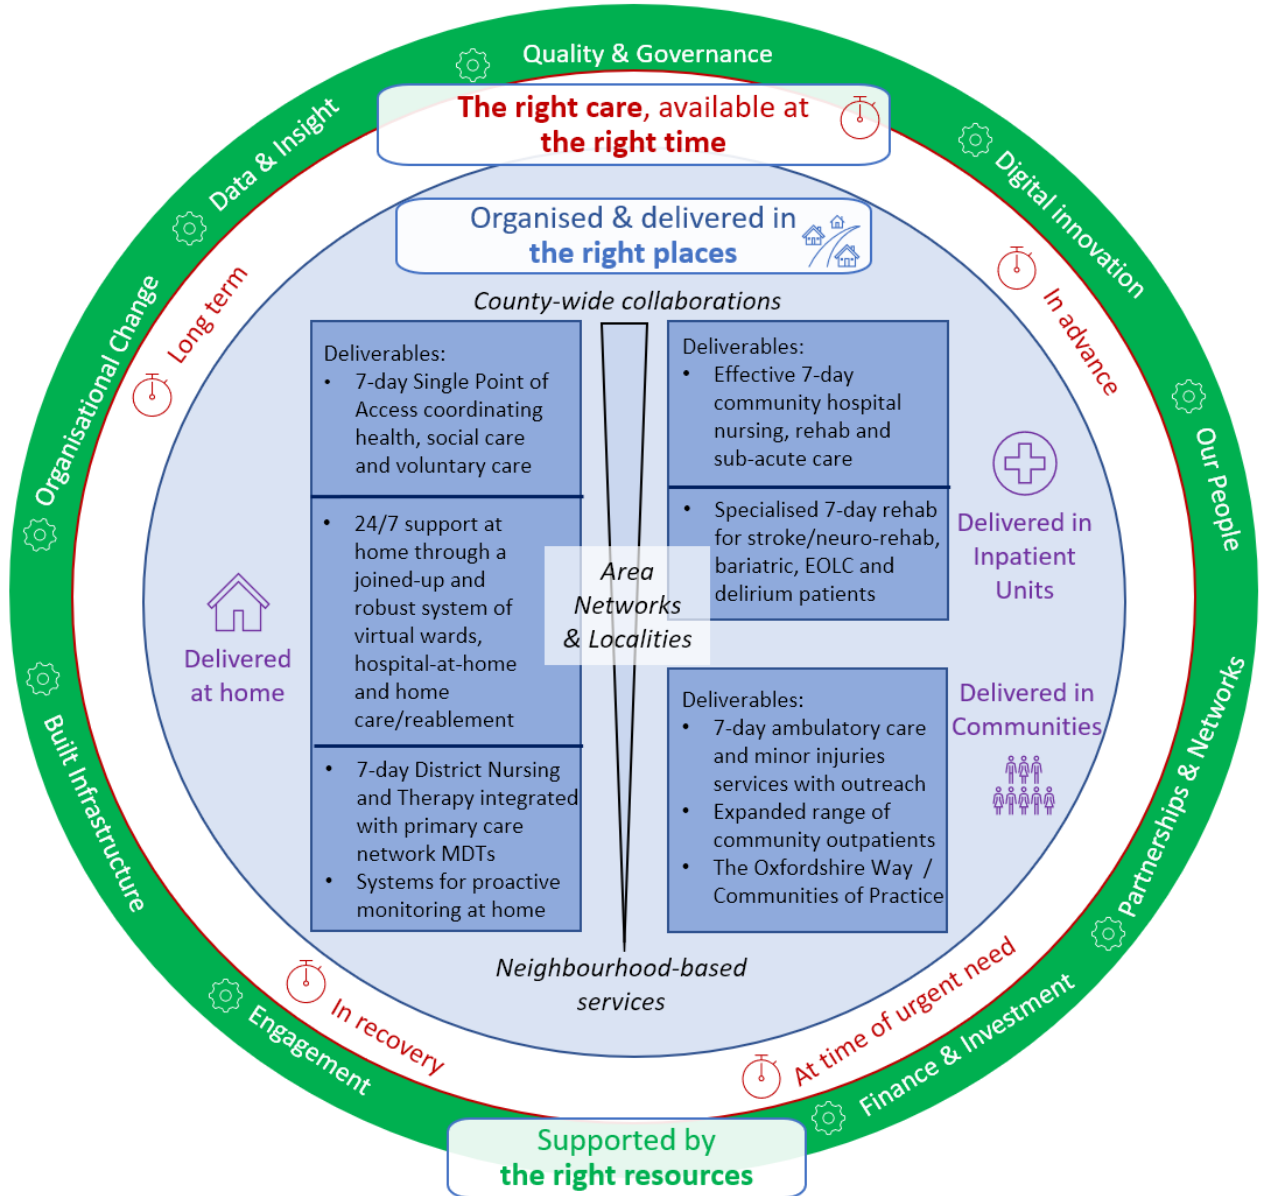 Quality & Governance
Digital innovation
Our People
Partnerships & Networks
Finance & Investment
Engagement
Built Infrastructure
Organisational Change
Data & Insight
The right care, available at
the right time
In advance
At time of urgent need
In recovery
Long term
Organised & delivered in
the right places
County-wide collaborations
Area
Networks
& Localities
Neighbourhood-based
services
Delivered
at home
Deliverables:
• 7-day Single Point of
Access coordinating
health, social care
and voluntary care
• 24/7 support at
home through a
joined-up and
robust system of
virtual wards,
hospital-at-home
and home
care/reablement
• 7-day District Nursing
and Therapy integrated
with primary care
network MDTs
• Systems for proactive
monitoring at home
Deliverables:
• Effective 7-day
community hospital
nursing, rehab and
sub-acute care
• Specialised 7-day rehab
for stroke/neuro-rehab,
bariatric, EOLC and
delirium patients
Delivered in
Inpatient
Units
Deliverables:
• 7-day ambulatory care
and minor injuries
services with outreach
• Expanded range of
community outpatients
• The Oxfordshire Way /
Communities of Practice
Delivered in
Communities
Supported by
the right resources